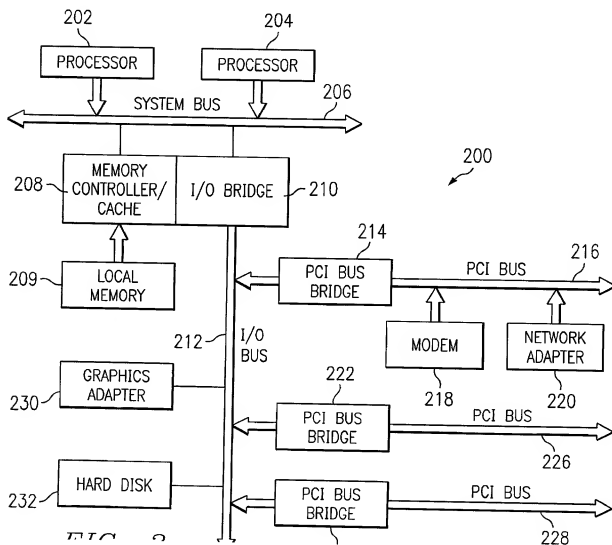 202
204
PROCESSOR
PROCESSOR
SYSTEM BUS
206
200
208
MEMORY
CONTROLLER/
CACHE
I/O BRIDGE
210
214
216
209
LOCAL
MEMORY
PCI BUS
BRIDGE
PCI BUS
212
I/O
BUS
MODEM
NETWORK
ADAPTER
218
220
GRAPHICS
ADAPTER
230
222
PCI BUS
BRIDGE
PCI BUS
226
HARD DISK
232
PCI BUS
BRIDGE
PCI BUS
228